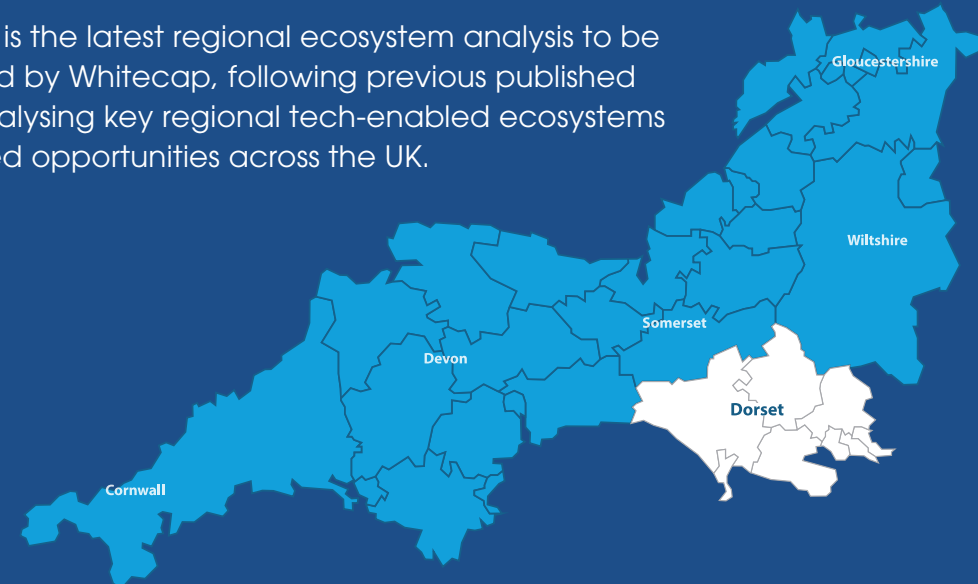 is the latest regional ecosystem analysis to be
d by Whitecap, following previous published
alysing key regional tech-enabled ecosystems
ed opportunities across the UK.
Gloucestershire
Wiltshire
Somerset
Devon
Dorset
Cornwall